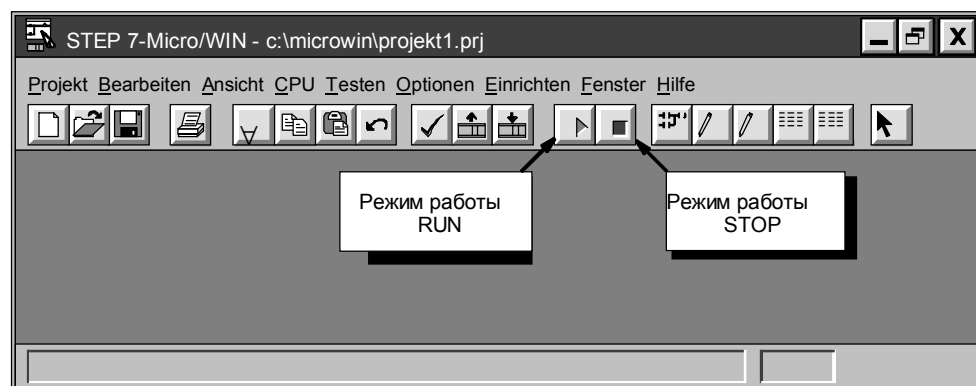 STEP 7-Micro/WIN - c:\microwin\projekt1.prj
Projekt Bearbeiten Ansicht CPU Testen Optionen Einrichten Fenster Hilfe
Режим работы
RUN
Режим работы
STOP